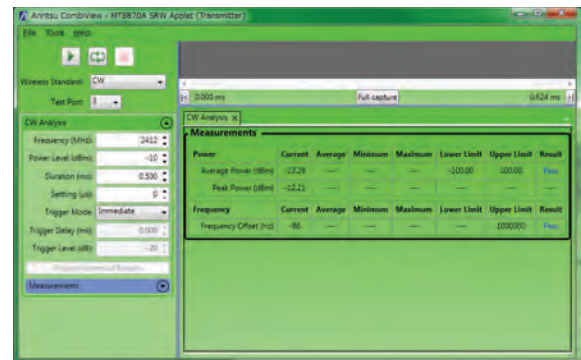 Anritsu CombiView - MT8870A SRW Applet (Transmitter)
File Tools Help
Wireless Standard: CW
Test Port: 3
0.000 ms Full capture 0.624 ms
CW Analysis
Frequency (MHz) 2412
Power Level (dBm) -10
Duration (ms) 0.500
Settling (µs) 0
Trigger Mode Immediate
Trigger Delay (ms) 0.000
Trigger Level (dB) -20
Measurements
CW Analysis x
Measurements
Power Current Average Minimum Maximum Lower Limit Upper Limit Result
Average Power (dBm) -12.29 ---- ---- ---- -100.00 100.00 Pass
Peak Power (dBm) -12.21 ---- ---- ---- ---- ---- ----
Frequency Current Average Minimum Maximum Lower Limit Upper Limit Result
Frequency Offset (Hz) -86 ---- ---- ---- ---- 1000000 Pass